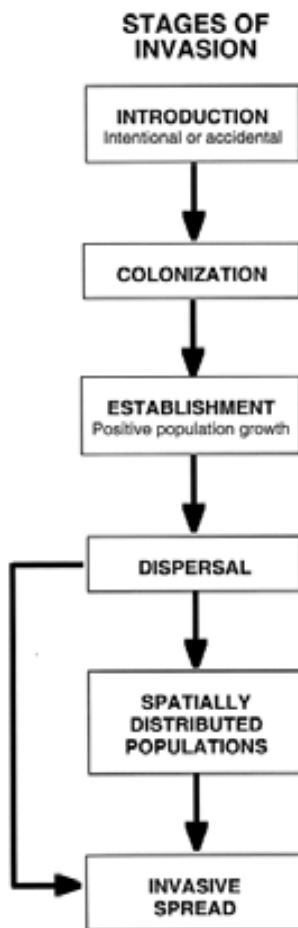 STAGES OF
INVASION
INTRODUCTION
Intentional or accidental
COLONIZATION
ESTABLISHMENT
Positive population growth
DISPERSAL
SPATIALLY
DISTRIBUTED
POPULATIONS
INVASIVE
SPREAD